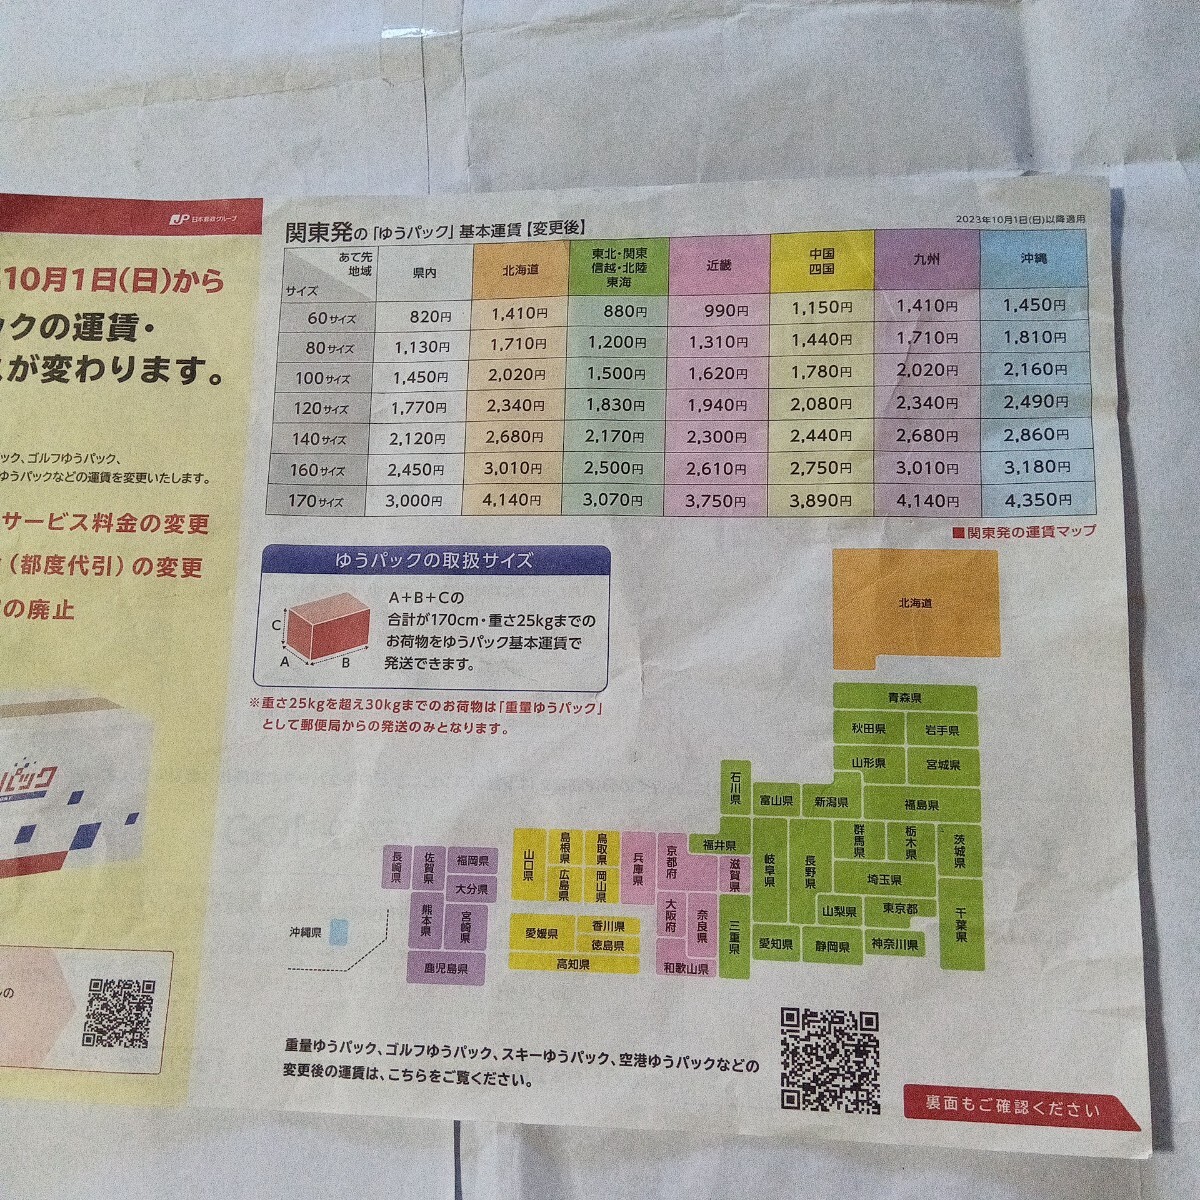 JP 日本郵政グループ
10月1日(日)から
ックの運賃・
スが変わります。
ック、ゴルフゆうパック、
ゆうパックなどの運賃を変更いたします。
サービス料金の変更
(都度代引)の変更
の廃止
パック
関東発の「ゆうパック」基本運賃【変更後】
2023年10月1日(日)以降適用
あて先地域 サイズ 県内 北海道 東北・関東 信越・北陸 東海 近畿 中国 四国 九州 沖縄
60サイズ 820円 1,410円 880円 990円 1,150円 1,410円 1,450円
80サイズ 1,130円 1,710円 1,200円 1,310円 1,440円 1,710円 1,810円
100サイズ 1,450円 2,020円 1,500円 1,620円 1,780円 2,020円 2,160円
120サイズ 1,770円 2,340円 1,830円 1,940円 2,080円 2,340円 2,490円
140サイズ 2,120円 2,680円 2,170円 2,300円 2,440円 2,680円 2,860円
160サイズ 2,450円 3,010円 2,500円 2,610円 2,750円 3,010円 3,180円
170サイズ 3,000円 4,140円 3,070円 3,750円 3,890円 4,140円 4,350円
■関東発の運賃マップ
ゆうパックの取扱サイズ
C
A
B
A+B+Cの
合計が170cm・重さ25kgまでの
お荷物をゆうパック基本運賃で
発送できます。
※重さ25kgを超え30kgまでのお荷物は「重量ゆうパック」
として郵便局からの発送のみとなります。
北海道
青森県
秋田県 岩手県
山形県 宮城県
石川県 富山県 新潟県 福島県
福井県 岐阜県 長野県 群馬県 栃木県 茨城県
埼玉県
山梨県 東京都 千葉県
愛知県 静岡県 神奈川県
三重県
滋賀県
京都府
兵庫県
大阪府
奈良県
和歌山県
鳥取県
岡山県
島根県
広島県
山口県
愛媛県
香川県
徳島県
高知県
長崎県
佐賀県
福岡県
大分県
熊本県
宮崎県
鹿児島県
沖縄県
重量ゆうパック、ゴルフゆうパック、スキーゆうパック、空港ゆうパックなどの
変更後の運賃は、こちらをご覧ください。
裏面もご確認ください